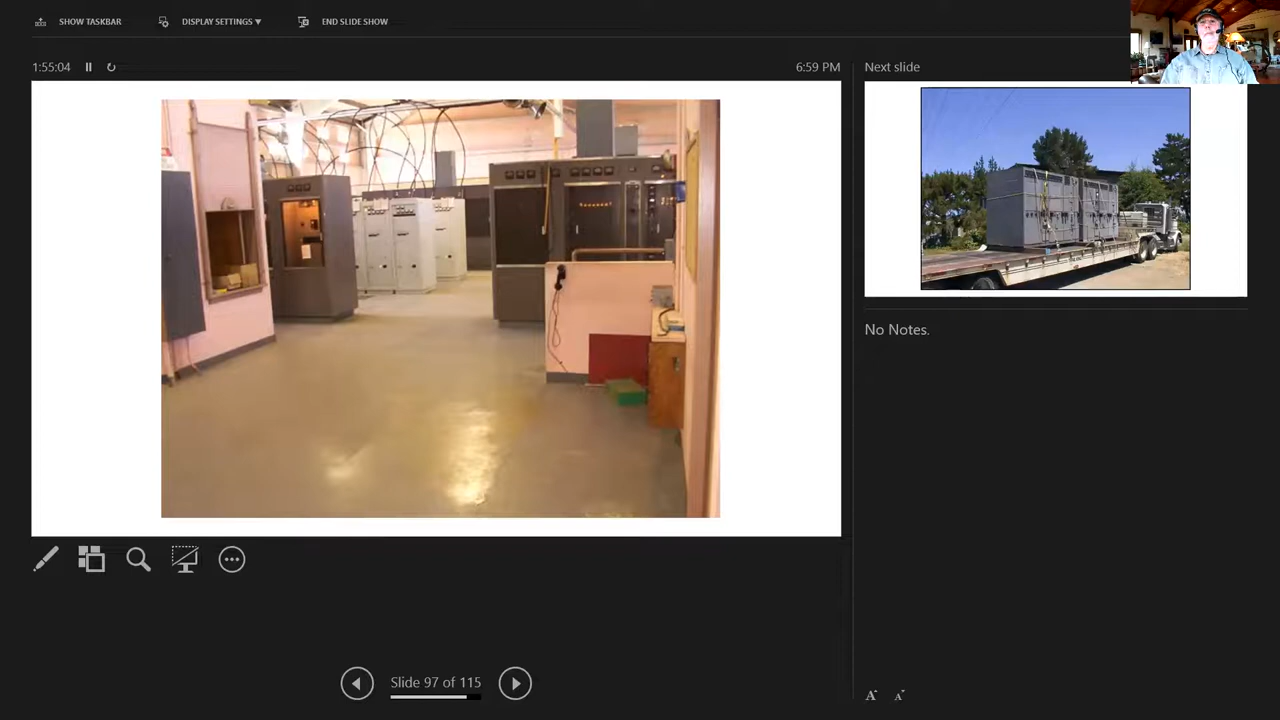 SHOW TASKBAR DISPLAY SETTINGS ▼ END SLIDE SHOW
1:55:04 6:59 PM
Next slide
No Notes.
Slide 97 of 115
A A